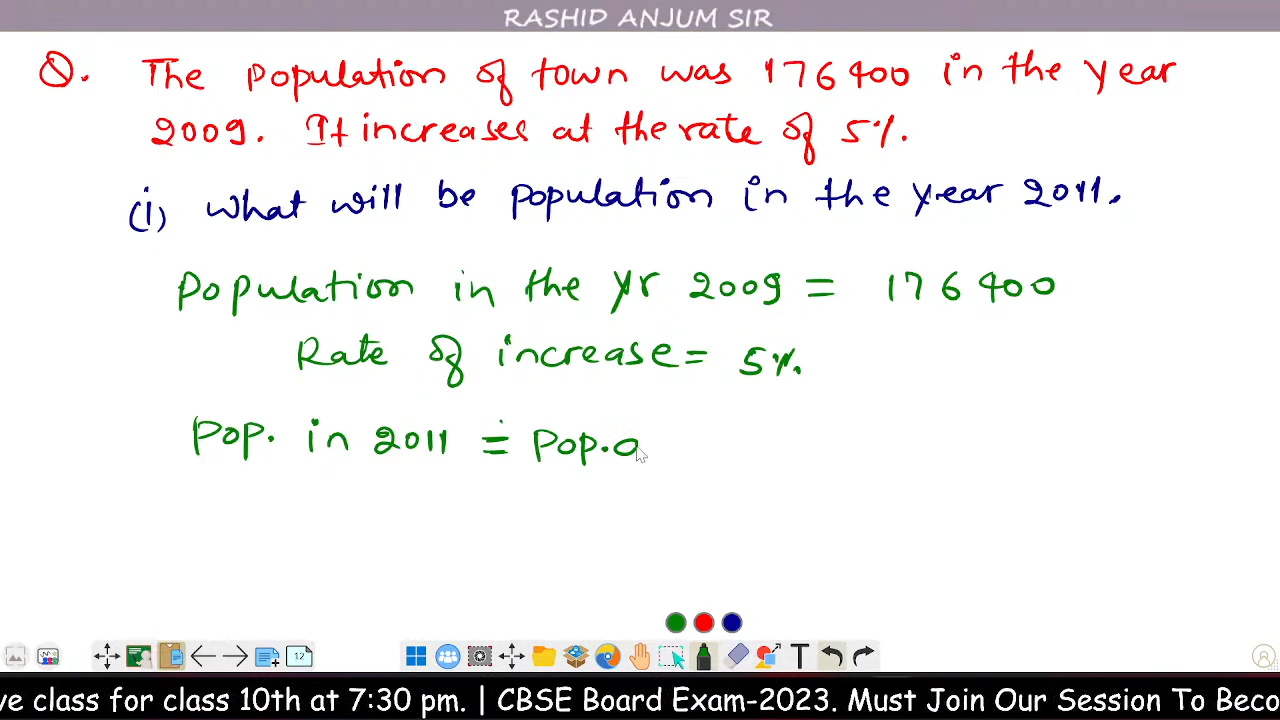 RASHID ANJUM SIR
Q. The population of town was 176400 in the year
2009. It increases at the rate of 5%.
(i) What will be population in the year 2011.
Population in the yr 2009 = 176400
Rate of increase = 5%.
Pop. in 2011 = Pop.o
12
T
ve class for class 10th at 7:30 pm. | CBSE Board Exam-2023. Must Join Our Session To Beco